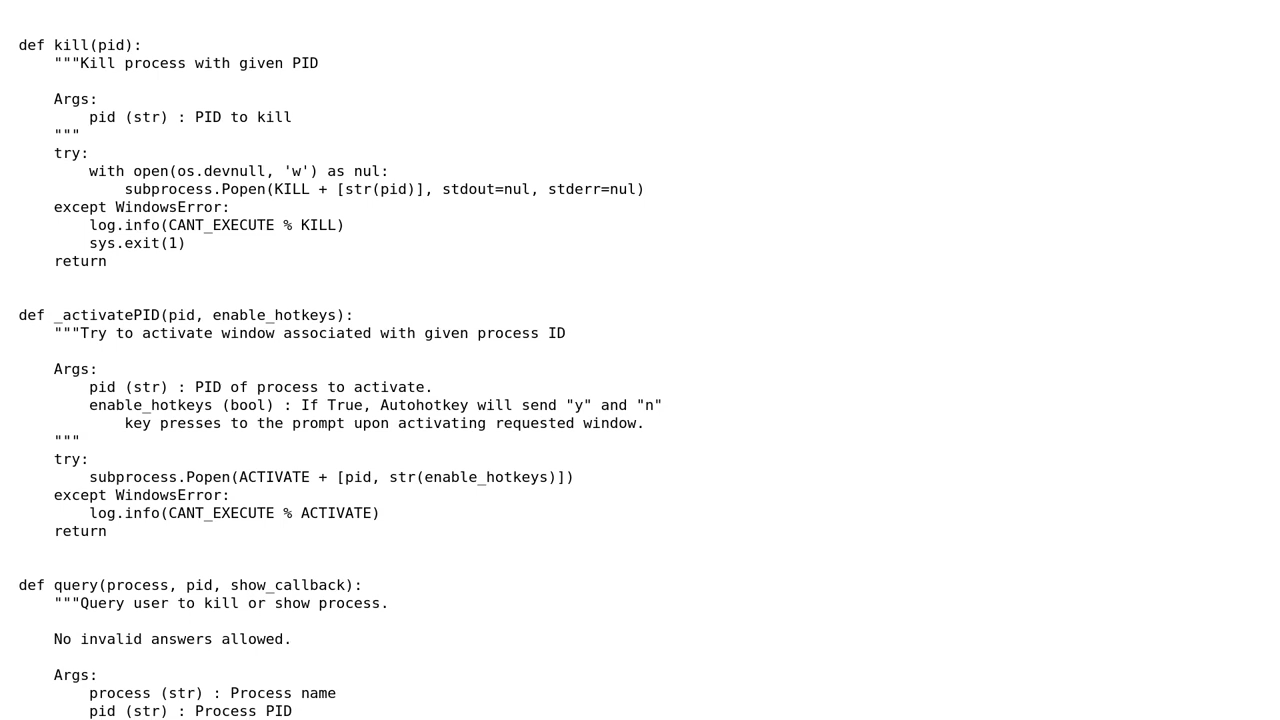 def kill(pid):
    """Kill process with given PID

    Args:
        pid (str) : PID to kill
    """
    try:
        with open(os.devnull, 'w') as nul:
            subprocess.Popen(KILL + [str(pid)], stdout=nul, stderr=nul)
    except WindowsError:
        log.info(CANT_EXECUTE % KILL)
        sys.exit(1)
    return


def _activatePID(pid, enable_hotkeys):
    """Try to activate window associated with given process ID

    Args:
        pid (str) : PID of process to activate.
        enable_hotkeys (bool) : If True, Autohotkey will send "y" and "n"
            key presses to the prompt upon activating requested window.
    """
    try:
        subprocess.Popen(ACTIVATE + [pid, str(enable_hotkeys)])
    except WindowsError:
        log.info(CANT_EXECUTE % ACTIVATE)
    return


def query(process, pid, show_callback):
    """Query user to kill or show process.

    No invalid answers allowed.

    Args:
        process (str) : Process name
        pid (str) : Process PID